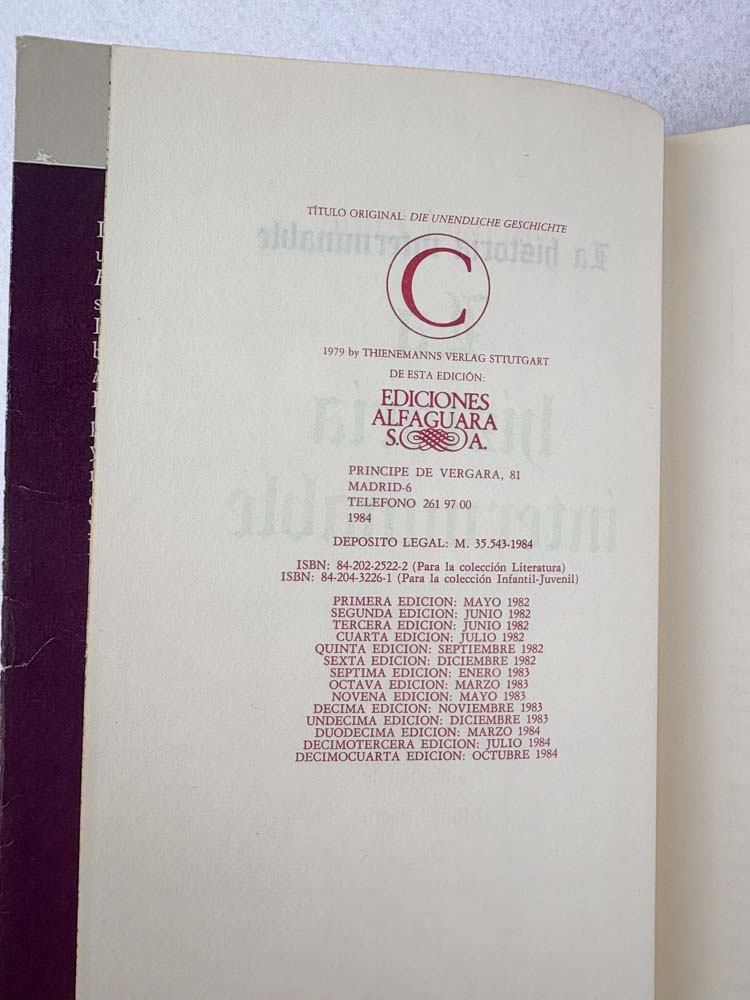 TÍTULO ORIGINAL: DIE UNENDLICHE GESCHICHTE
C
1979 by THIENEMANNS VERLAG STTUTGART
DE ESTA EDICIÓN:
EDICIONES
ALFAGUARA
S. A.
PRINCIPE DE VERGARA, 81
MADRID-6
TELEFONO 261 97 00
1984
DEPOSITO LEGAL: M. 35.543-1984
ISBN: 84-202-2522-2 (Para la colección Literatura)
ISBN: 84-204-3226-1 (Para la colección Infantil-Juvenil)
PRIMERA EDICION: MAYO 1982
SEGUNDA EDICION: JUNIO 1982
TERCERA EDICION: JUNIO 1982
CUARTA EDICION: JULIO 1982
QUINTA EDICION: SEPTIEMBRE 1982
SEXTA EDICION: DICIEMBRE 1982
SEPTIMA EDICION: ENERO 1983
OCTAVA EDICION: MARZO 1983
NOVENA EDICION: MAYO 1983
DECIMA EDICION: NOVIEMBRE 1983
UNDECIMA EDICION: DICIEMBRE 1983
DUODECIMA EDICION: MARZO 1984
DECIMOTERCERA EDICION: JULIO 1984
DECIMOCUARTA EDICION: OCTUBRE 1984